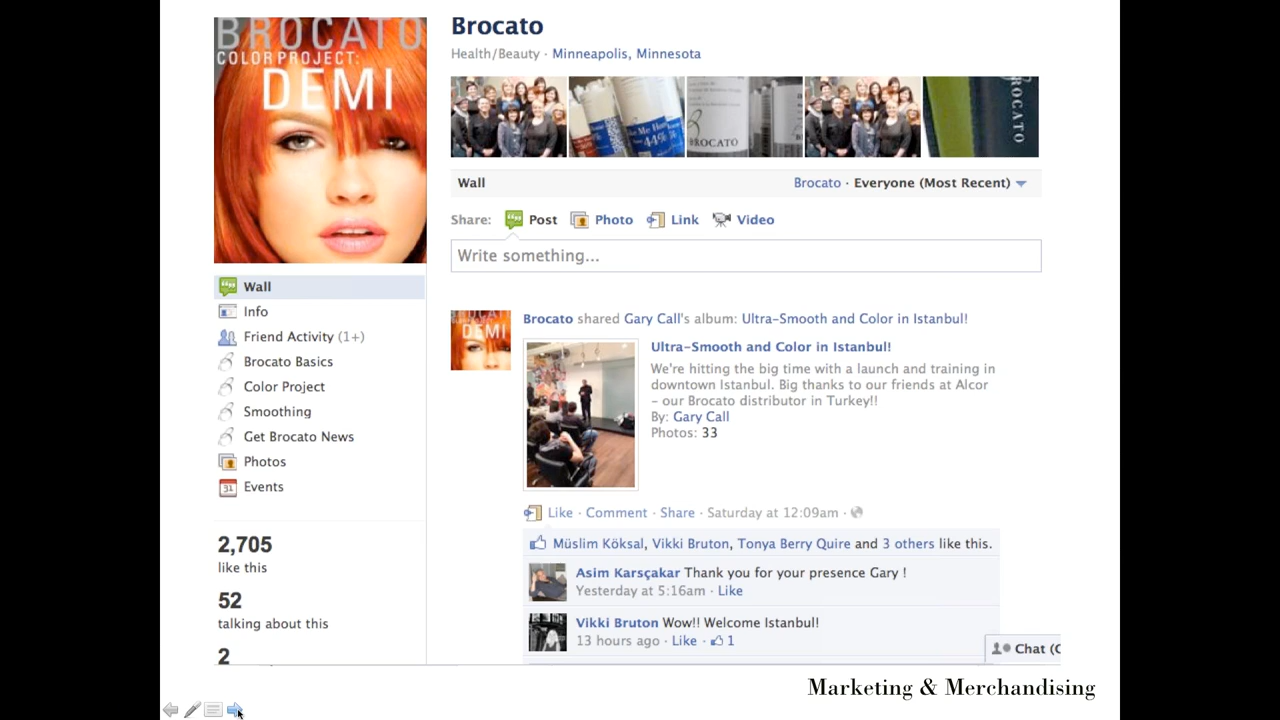 BROCATO
COLOR PROJECT:
DEMI
Brocato
Health/Beauty · Minneapolis, Minnesota
BROCATO
BROCATO
Wall
Brocato · Everyone (Most Recent)
Share: Post Photo Link Video
Write something...
Wall
Info
Friend Activity (1+)
Brocato Basics
Color Project
Smoothing
Get Brocato News
Photos
Events
2,705
like this
52
talking about this
2
Brocato shared Gary Call's album: Ultra-Smooth and Color in Istanbul!
DEMI
Ultra-Smooth and Color in Istanbul!
We're hitting the big time with a launch and training in
downtown Istanbul. Big thanks to our friends at Alcor
- our Brocato distributor in Turkey!!
By: Gary Call
Photos: 33
Like · Comment · Share · Saturday at 12:09am ·
Müslim Köksal, Vikki Bruton, Tonya Berry Quire and 3 others like this.
Asim Karsçakar Thank you for your presence Gary !
Yesterday at 5:16am · Like
Vikki Bruton Wow!! Welcome Istanbul!
13 hours ago · Like · 1
Chat (
Marketing & Merchandising